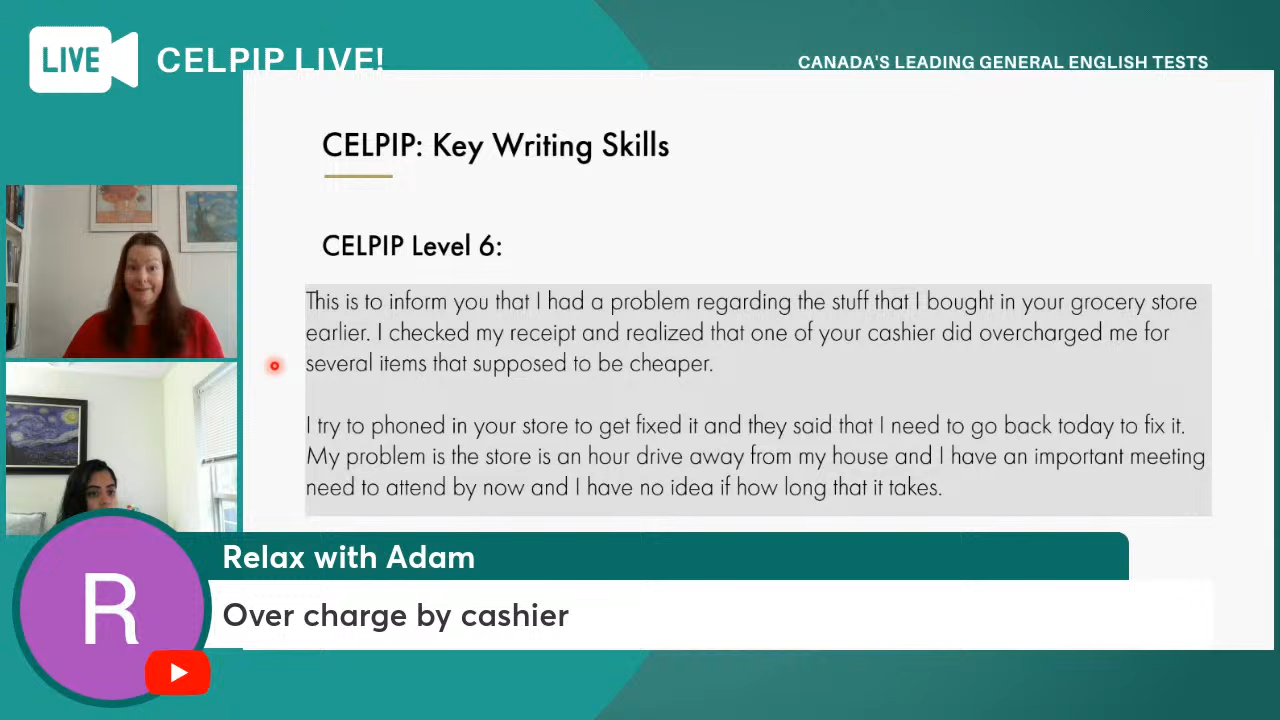 LIVE
CELPIP LIVE!
CANADA'S LEADING GENERAL ENGLISH TESTS
CELPIP: Key Writing Skills
CELPIP Level 6:
This is to inform you that I had a problem regarding the stuff that I bought in your grocery store
earlier. I checked my receipt and realized that one of your cashier did overcharged me for
several items that supposed to be cheaper.
I try to phoned in your store to get fixed it and they said that I need to go back today to fix it.
My problem is the store is an hour drive away from my house and I have an important meeting
need to attend by now and I have no idea if how long that it takes.
R
Relax with Adam
Over charge by cashier